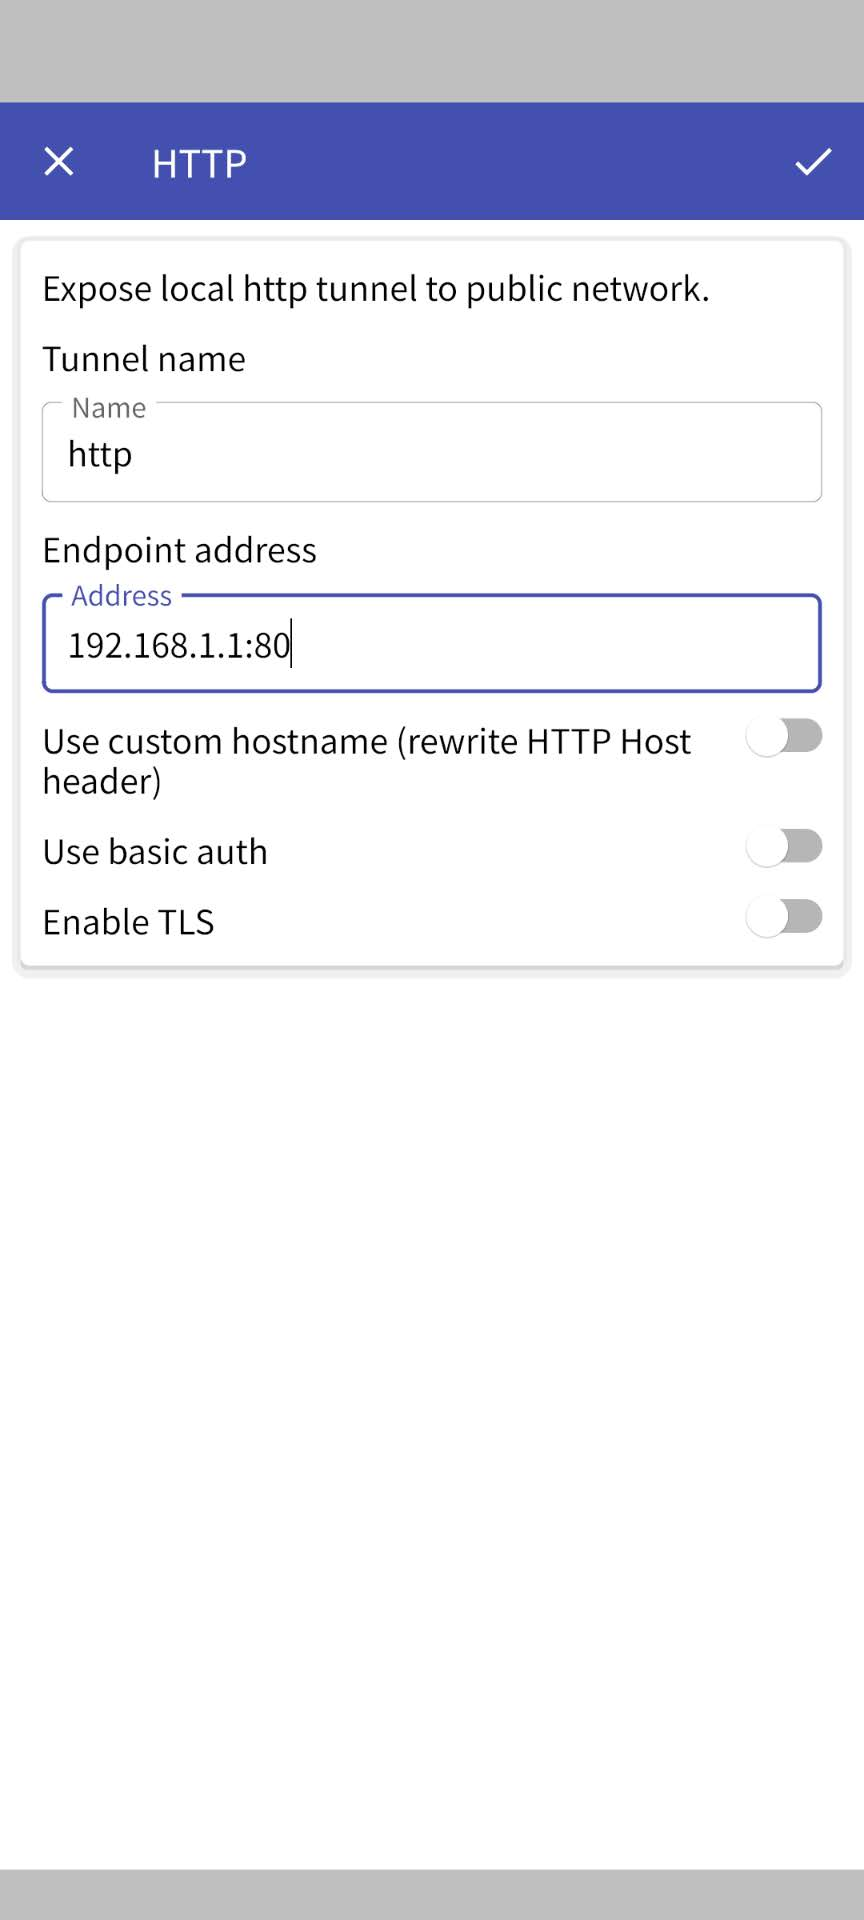 HTTP
Expose local http tunnel to public network.
Tunnel name
Name
http
Endpoint address
Address
192.168.1.1:80
Use custom hostname (rewrite HTTP Host
header)
Use basic auth
Enable TLS